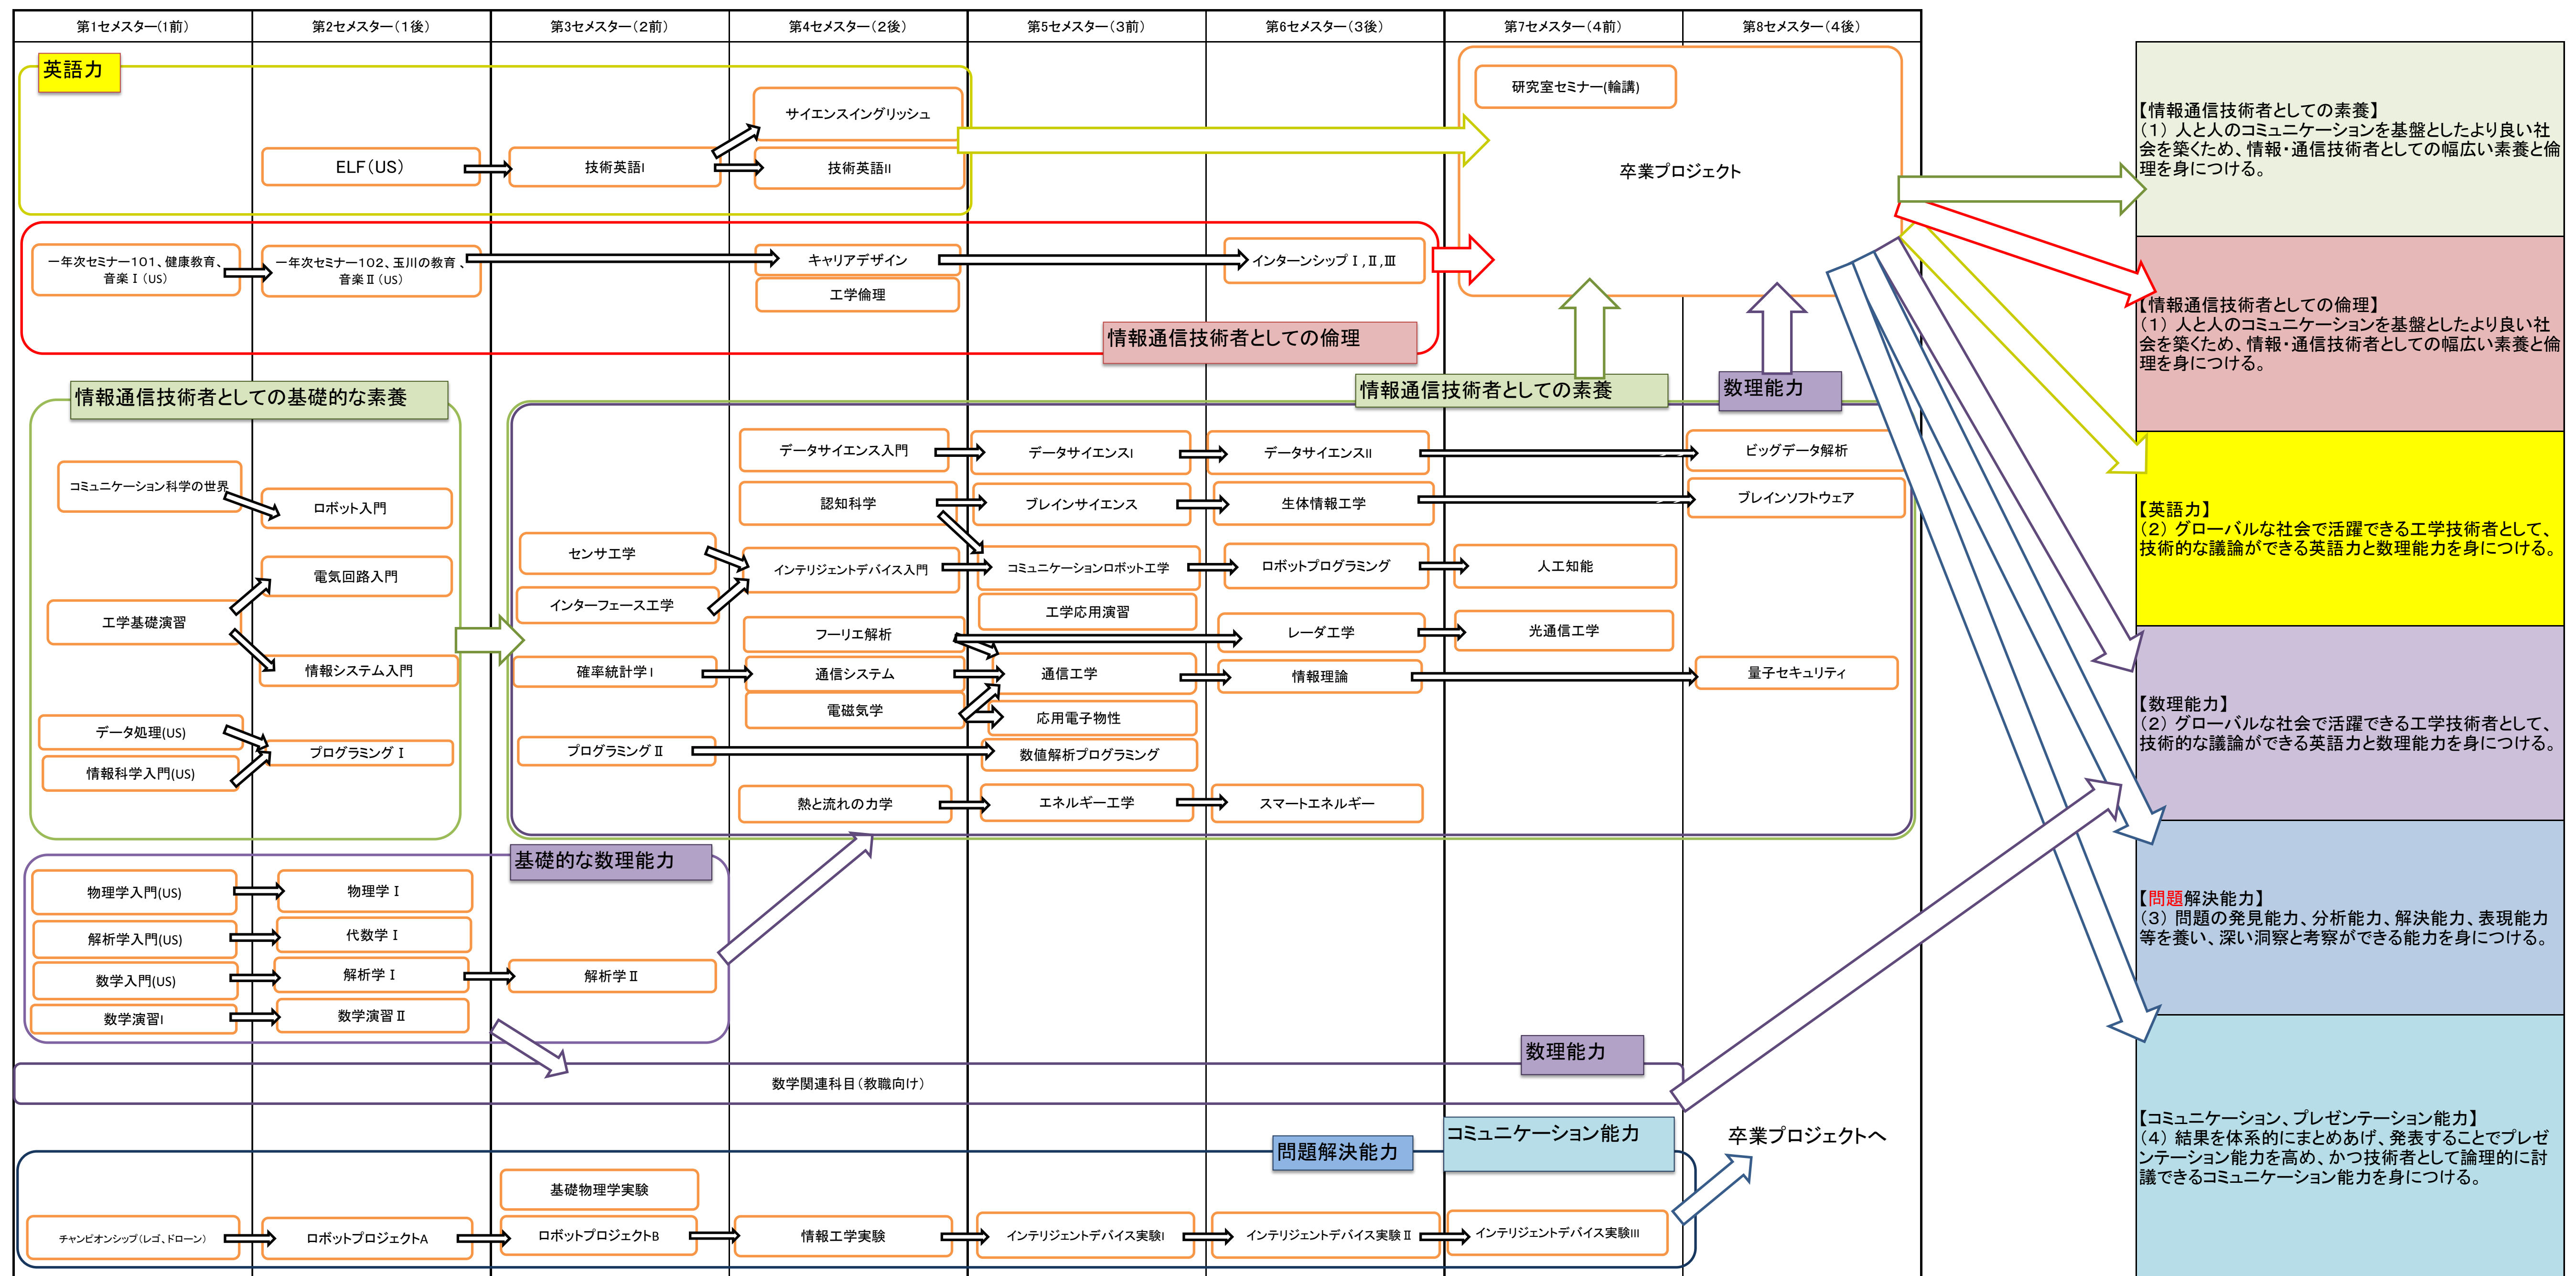 第1セメスター(1前)
第2セメスター(1後)
第3セメスター(2前)
第4セメスター(2後)
第5セメスター(3前)
第6セメスター(3後)
第7セメスター(4前)
第8セメスター(4後)
英語力
サイエンスイングリッシュ
ELF(US)
技術英語I
技術英語II
研究室セミナー(輪講)
卒業プロジェクト
一年次セミナー101、健康教育、
音楽Ⅰ(US)
一年次セミナー102、玉川の教育、
音楽Ⅱ(US)
キャリアデザイン
工学倫理
インターンシップⅠ,Ⅱ,Ⅲ
情報通信技術者としての倫理
情報通信技術者としての基礎的な素養
情報通信技術者としての素養
数理能力
コミュニケーション科学の世界
ロボット入門
電気回路入門
工学基礎演習
情報システム入門
データ処理(US)
情報科学入門(US)
プログラミングⅠ
データサイエンス入門
データサイエンスI
データサイエンスII
ビッグデータ解析
認知科学
ブレインサイエンス
生体情報工学
ブレインソフトウェア
センサ工学
インターフェース工学
インテリジェントデバイス入門
コミュニケーションロボット工学
ロボットプログラミング
人工知能
工学応用演習
フーリエ解析
レーダ工学
光通信工学
確率統計学I
通信システム
通信工学
情報理論
量子セキュリティ
電磁気学
応用電子物性
プログラミングⅡ
数値解析プログラミング
熱と流れの力学
エネルギー工学
スマートエネルギー
基礎的な数理能力
物理学入門(US)
物理学Ⅰ
解析学入門(US)
代数学Ⅰ
数学入門(US)
解析学Ⅰ
解析学Ⅱ
数学演習I
数学演習Ⅱ
数理能力
数学関連科目(教職向け)
問題解決能力
コミュニケーション能力
卒業プロジェクトへ
基礎物理学実験
チャンピオンシップ(レゴ、ドローン)
ロボットプロジェクトA
ロボットプロジェクトB
情報工学実験
インテリジェントデバイス実験I
インテリジェントデバイス実験Ⅱ
インテリジェントデバイス実験III
【情報通信技術者としての素養】
(1) 人と人のコミュニケーションを基盤としたより良い社
会を築くため、情報・通信技術者としての幅広い素養と倫
理を身につける。
【情報通信技術者としての倫理】
(1) 人と人のコミュニケーションを基盤としたより良い社
会を築くため、情報・通信技術者としての幅広い素養と倫
理を身につける。
【英語力】
(2) グローバルな社会で活躍できる工学技術者として、
技術的な議論ができる英語力と数理能力を身につける。
【数理能力】
(2) グローバルな社会で活躍できる工学技術者として、
技術的な議論ができる英語力と数理能力を身につける。
【問題解決能力】
(3) 問題の発見能力、分析能力、解決能力、表現能力
等を養い、深い洞察と考察ができる能力を身につける。
【コミュニケーション、プレゼンテーション能力】
(4) 結果を体系的にまとめあげ、発表することでプレゼ
ンテーション能力を高め、かつ技術者として論理的に討
議できるコミュニケーション能力を身につける。